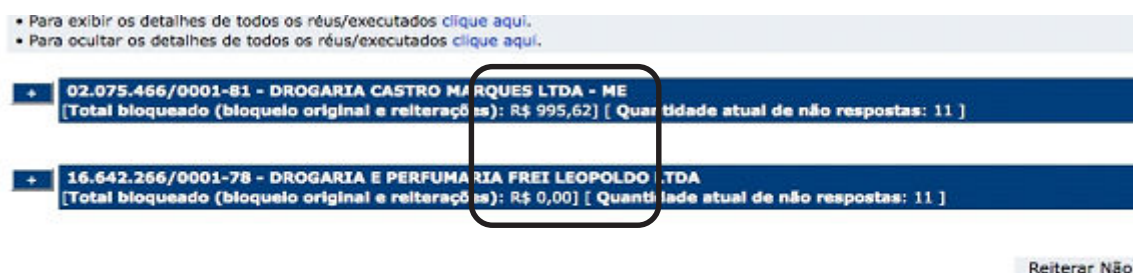 • Para exibir os detalhes de todos os réus/executados clique aqui.
• Para ocultar os detalhes de todos os réus/executados clique aqui.
+ 02.075.466/0001-81 - DROGARIA CASTRO MARQUES LTDA - ME
[Total bloqueado (bloqueio original e reiterações): R$ 995,62] [ Quantidade atual de não respostas: 11 ]
+ 16.642.266/0001-78 - DROGARIA E PERFUMARIA FREI LEOPOLDO LTDA
[Total bloqueado (bloqueio original e reiterações): R$ 0,00] [ Quantidade atual de não respostas: 11 ]
Reiterar Não